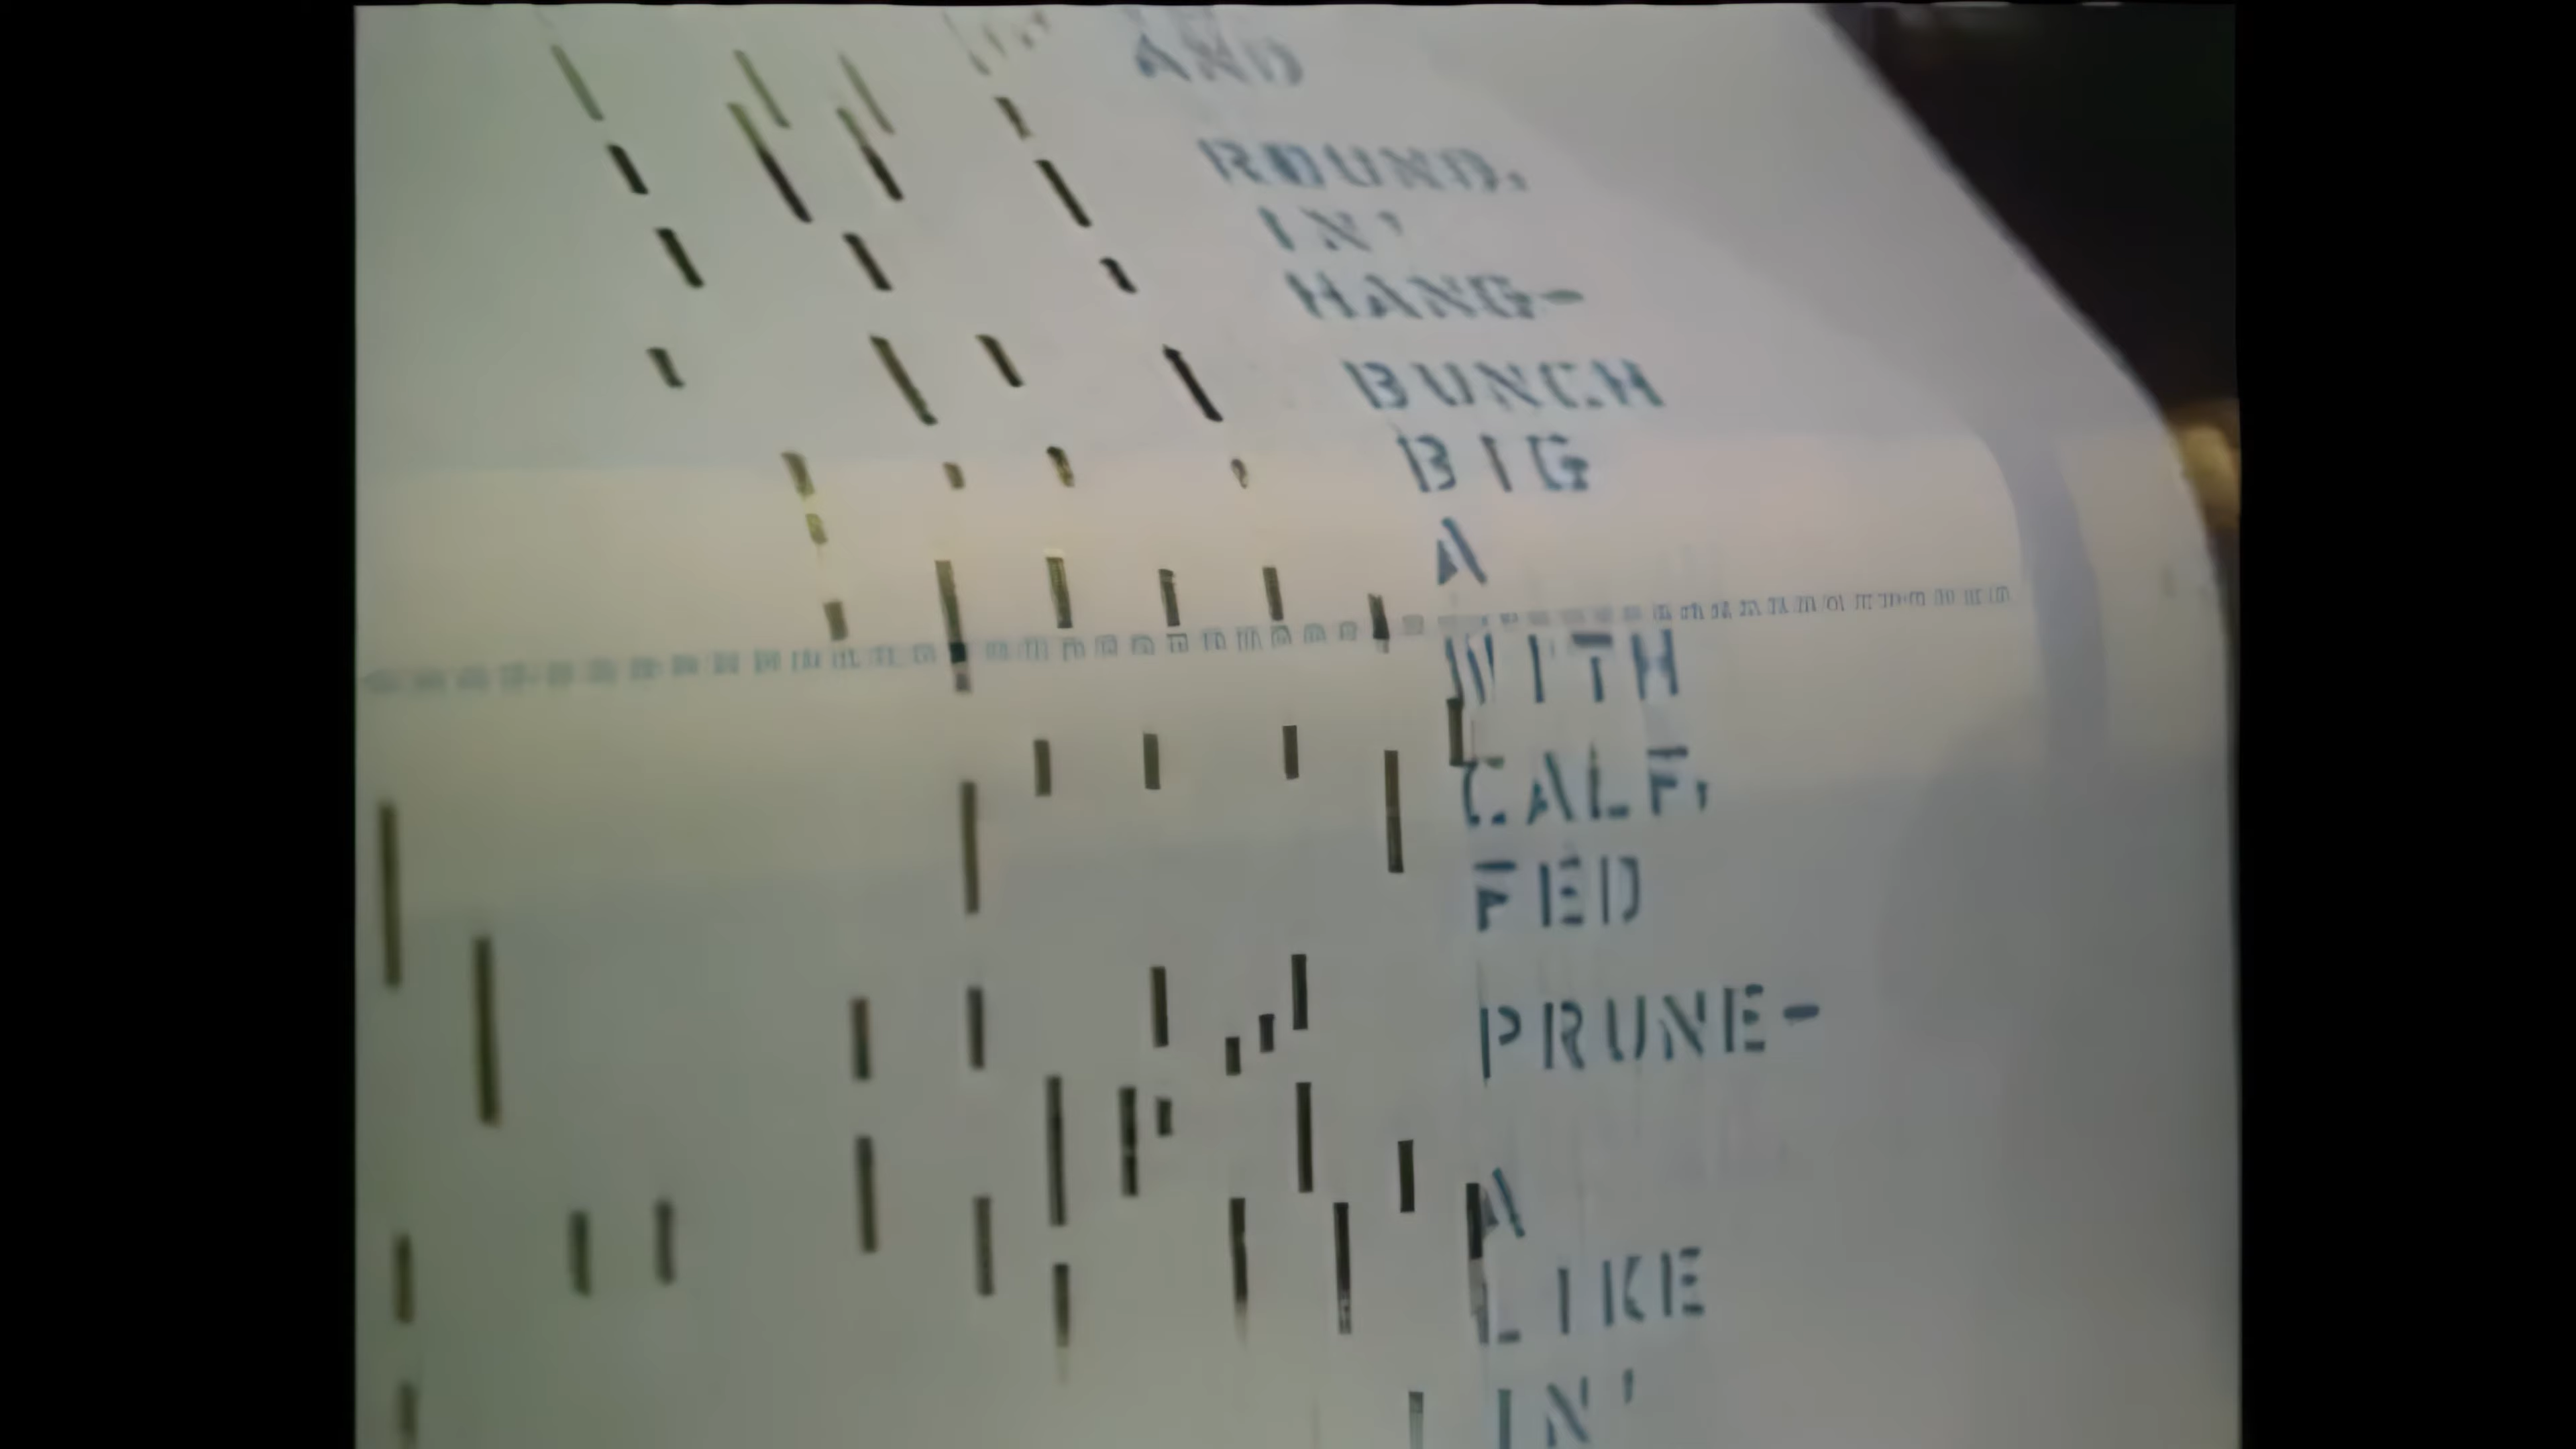 AND
ROUND.
IN'
HANG-
BUNCH
BIG
A
WITH
CALF,
FED
PRUNE-
A
LIKE
IN'